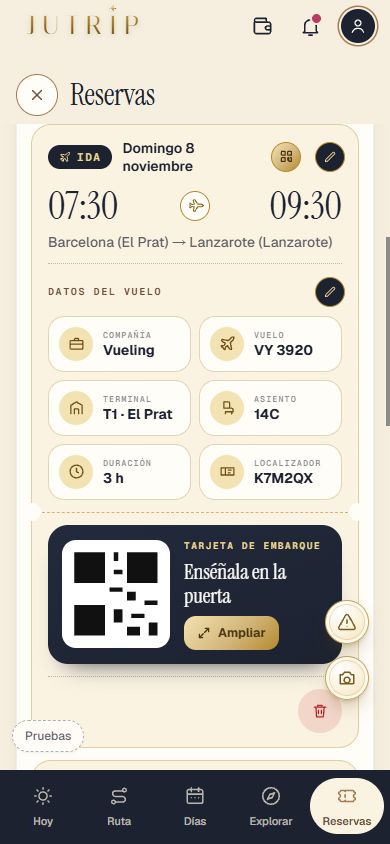 JUTRIP
Reservas
IDA
Domingo 8
noviembre
07:30
09:30
Barcelona (El Prat) → Lanzarote (Lanzarote)
DATOS DEL VUELO
COMPAÑÍA
Vueling
VUELO
VY 3920
TERMINAL
T1 · El Prat
ASIENTO
14C
DURACIÓN
3 h
LOCALIZADOR
K7M2QX
TARJETA DE EMBARQUE
Enséñala en la
puerta
Ampliar
Pruebas
Hoy
Ruta
Días
Explorar
Reservas